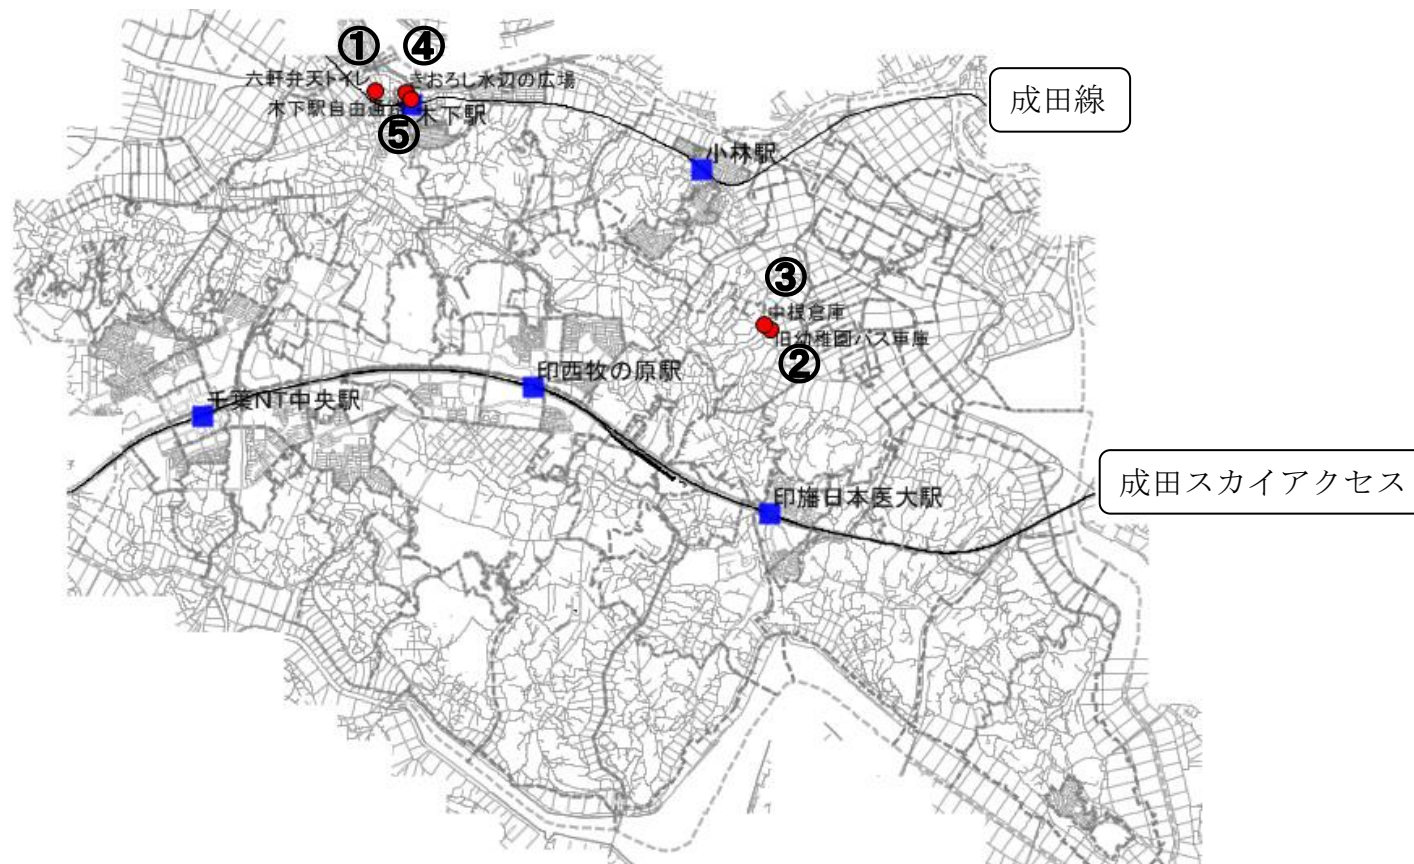 ① ④
六軒弁天トイレ
きおろし水辺の広場
木下駅自由通
木下駅
⑤
成田線
小林駅
③
中根倉庫
旧幼稚園バス車庫
②
印西牧の原駅
千葉NT中央駅
成田スカイアクセス
印旛日本医大駅